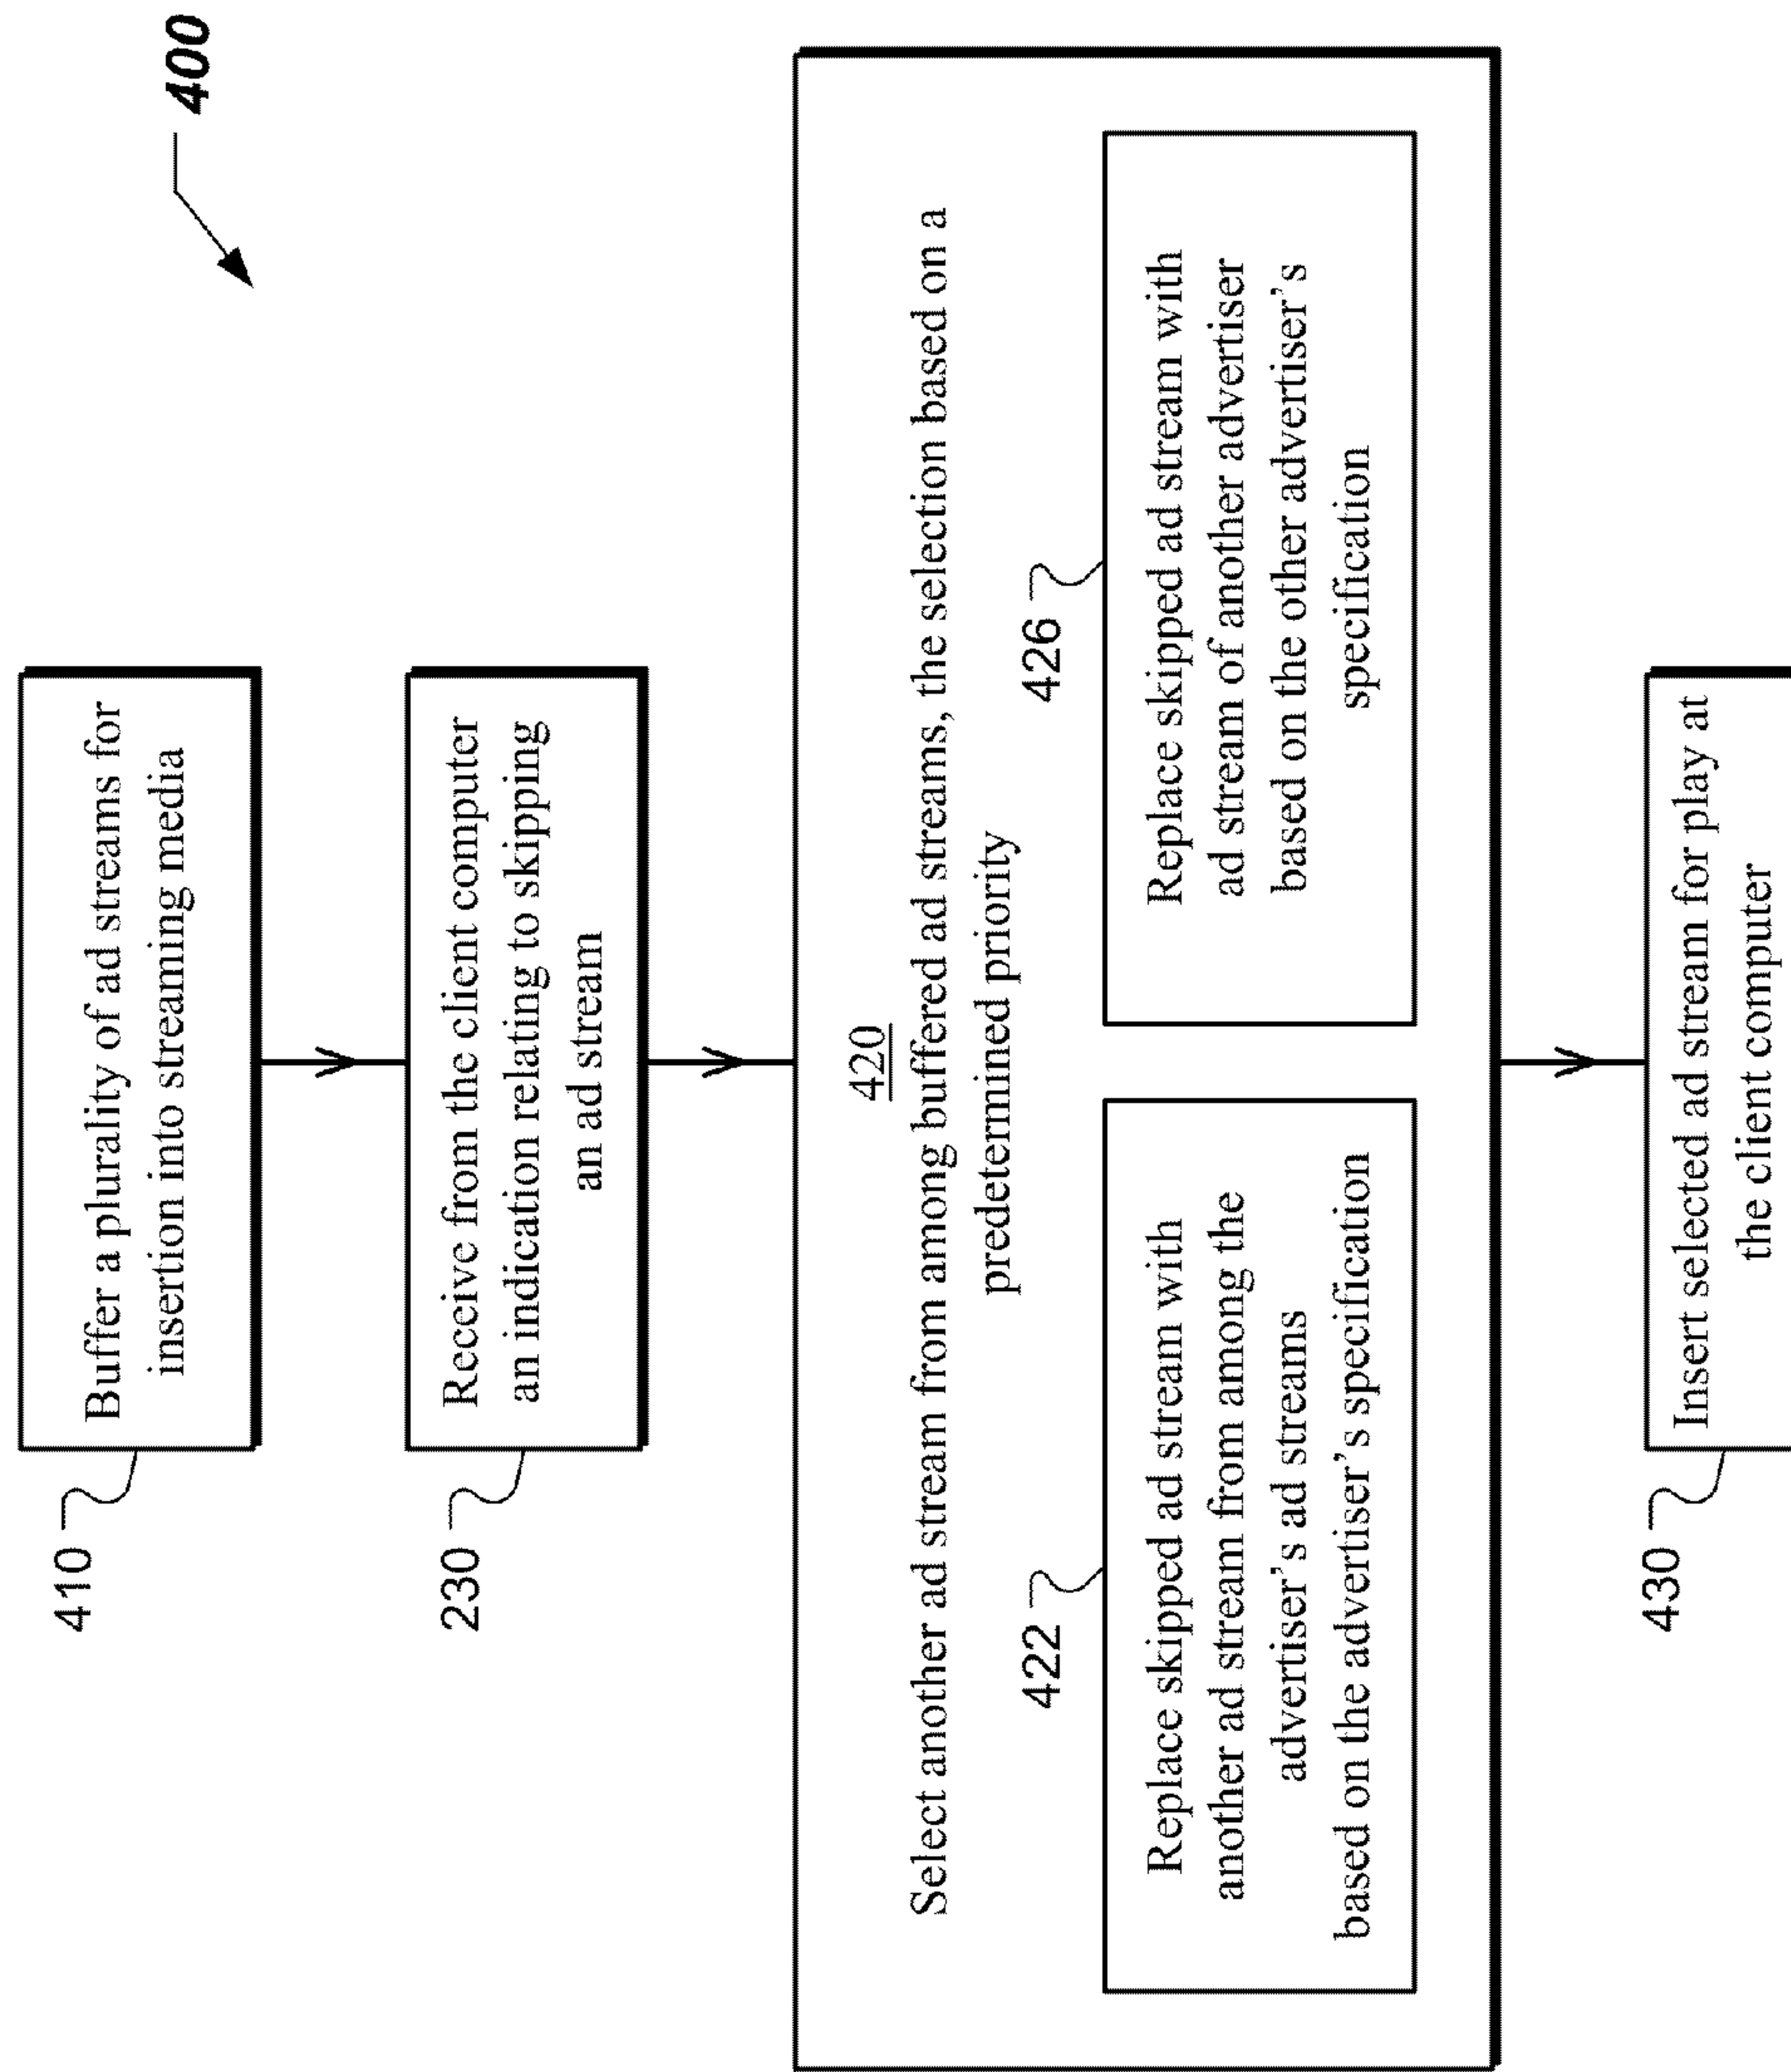 400
410
Buffer a plurality of ad streams for
insertion into streaming media
230
Receive from the client computer
an indication relating to skipping
an ad stream
420
Select another ad stream from among buffered ad streams, the selection based on a
predetermined priority
422
Replace skipped ad stream with
another ad stream from among the
advertiser's ad streams
based on the advertiser's specification
426
Replace skipped ad stream with
ad stream of another advertiser
based on the other advertiser's
specification
430
Insert selected ad stream for play at
the client computer